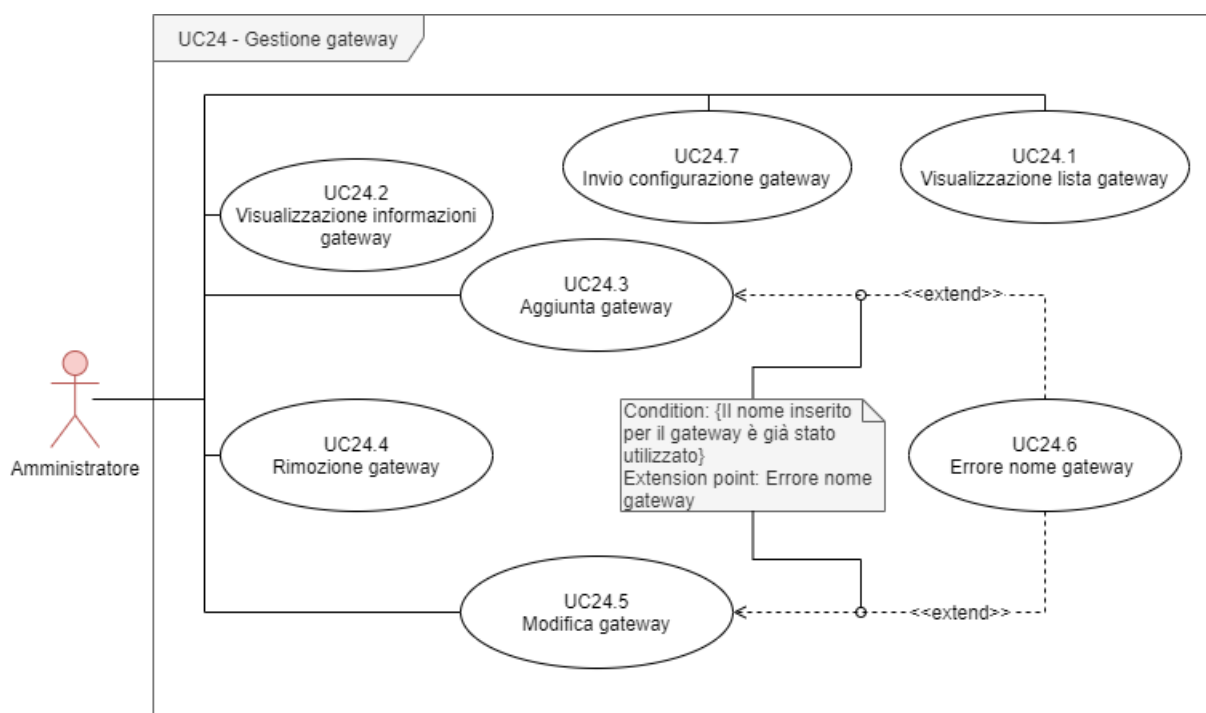 UC24 - Gestione gateway
UC24.7
Invio configurazione gateway
UC24.1
Visualizzazione lista gateway
UC24.2
Visualizzazione informazioni
gateway
UC24.3
Aggiunta gateway
<<extend>>
Amministratore
UC24.4
Rimozione gateway
Condition: {Il nome inserito
per il gateway è già stato
utilizzato}
Extension point: Errore nome
gateway
UC24.6
Errore nome gateway
UC24.5
Modifica gateway
<<extend>>